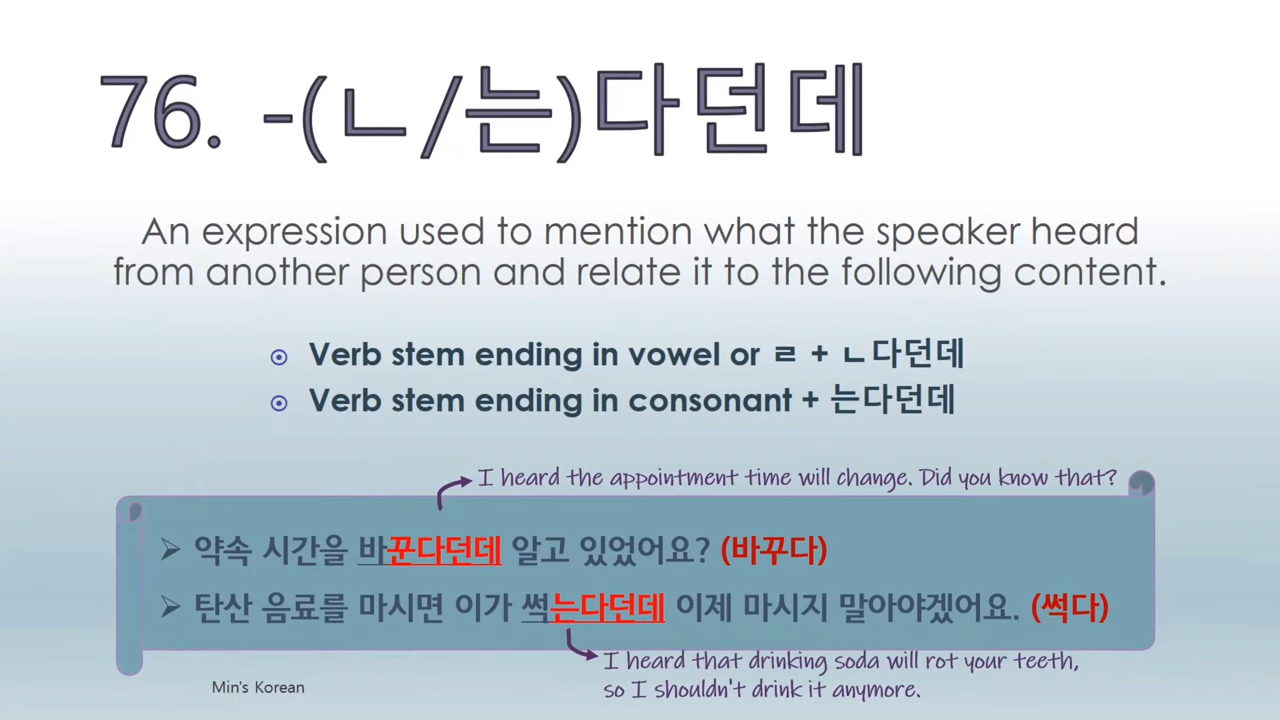 76. -(ㄴ/는)다던데
An expression used to mention what the speaker heard
from another person and relate it to the following content.
Verb stem ending in vowel or ㄹ + ㄴ다던데
Verb stem ending in consonant + 는다던데
I heard the appointment time will change. Did you know that?
약속 시간을 바꾼다던데 알고 있었어요? (바꾸다)
탄산 음료를 마시면 이가 썩는다던데 이제 마시지 말아야겠어요. (썩다)
I heard that drinking soda will rot your teeth,
so I shouldn't drink it anymore.
Min's Korean